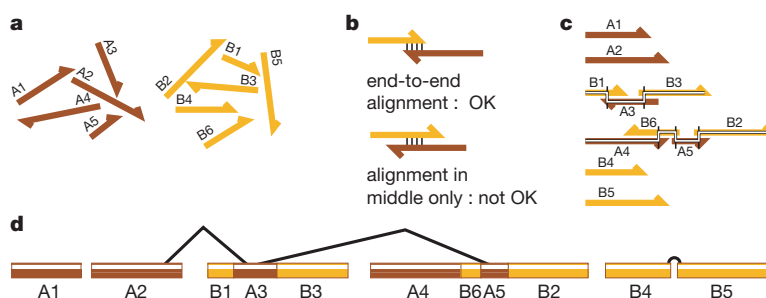 a
A1
A2
A3
A4
A5
B1
B2
B3
B4
B5
B6
b
end-to-end
alignment : OK
alignment in
middle only : not OK
c
A1
A2
B1 B3
A3
B6 B2
A4 A5
B4
B5
d
A1 A2 B1 A3 B3 A4 B6 A5 B2 B4 B5